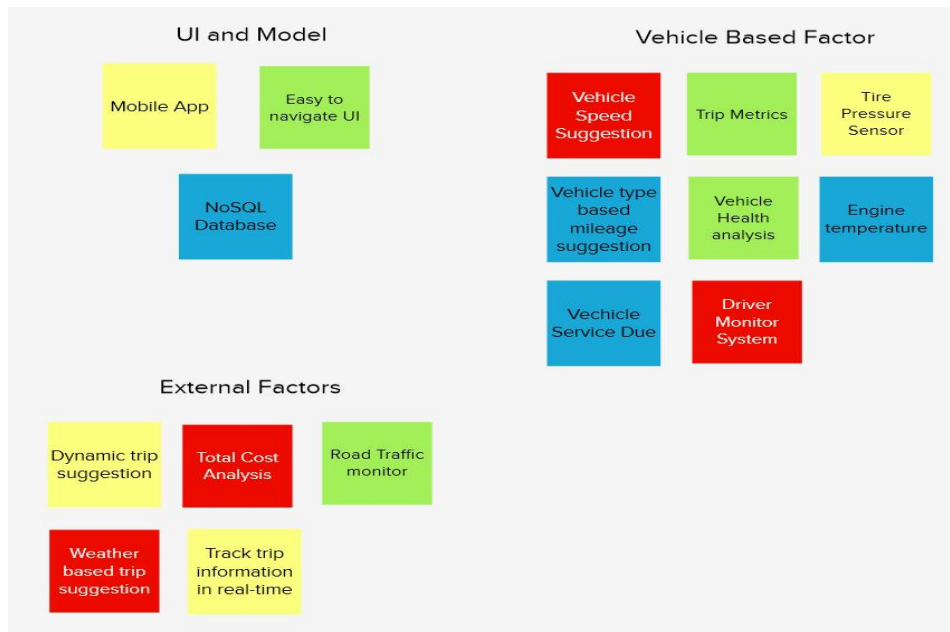 UI and Model
Mobile App
Easy to
navigate UI
NoSQL
Database
Vehicle Based Factor
Vehicle
Speed
Suggestion
Trip Metrics
Tire
Pressure
Sensor
Vehicle type
based
mileage
suggestion
Vehicle
Health
analysis
Engine
temperature
Vechicle
Service Due
Driver
Monitor
System
External Factors
Dynamic trip
suggestion
Total Cost
Analysis
Road Traffic
monitor
Weather
based trip
suggestion
Track trip
information
in real-time